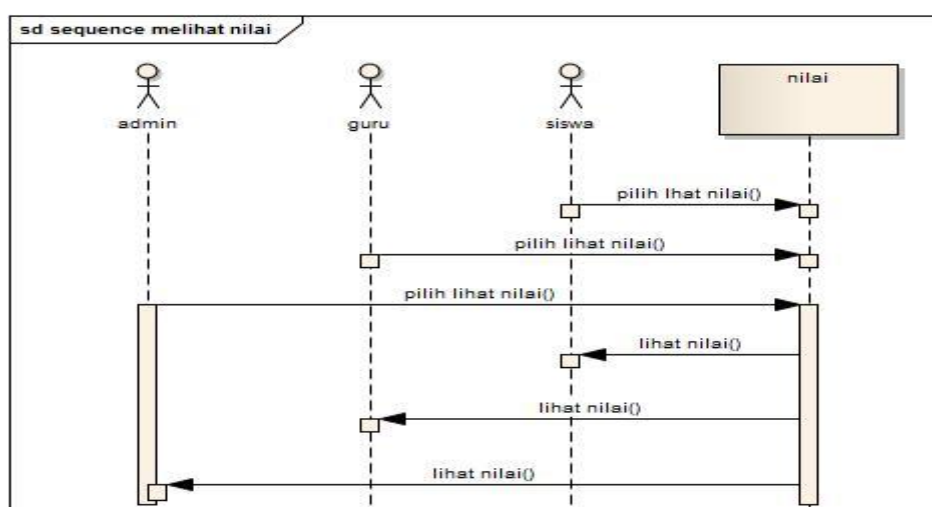 sd sequence melihat nilai
admin
guru
siswa
nilai
pilih lhat nilai()
pilih lihat nilai()
pilih lihat nilai()
lihat nilai()
lihat nilai()
lihat nilai()